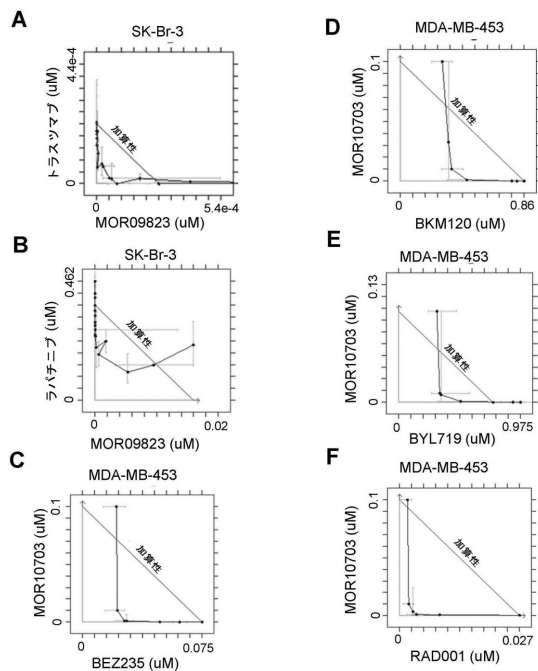 A
SK-Br-3
トラスツマブ (uM)
4.4e-4
0
加算性
0
5.4e-4
MOR09823 (uM)
B
SK-Br-3
ラパチニブ (uM)
0.462
0
加算性
0
0.02
MOR09823 (uM)
C
MDA-MB-453
MOR10703 (uM)
0.1
0
加算性
0
0.075
BEZ235 (uM)
D
MDA-MB-453
MOR10703 (uM)
0.1
0
加算性
0
0.86
BKM120 (uM)
E
MDA-MB-453
MOR10703 (uM)
0.13
0
加算性
0
0.975
BYL719 (uM)
F
MDA-MB-453
MOR10703 (uM)
0.1
0
加算性
0
0.027
RAD001 (uM)